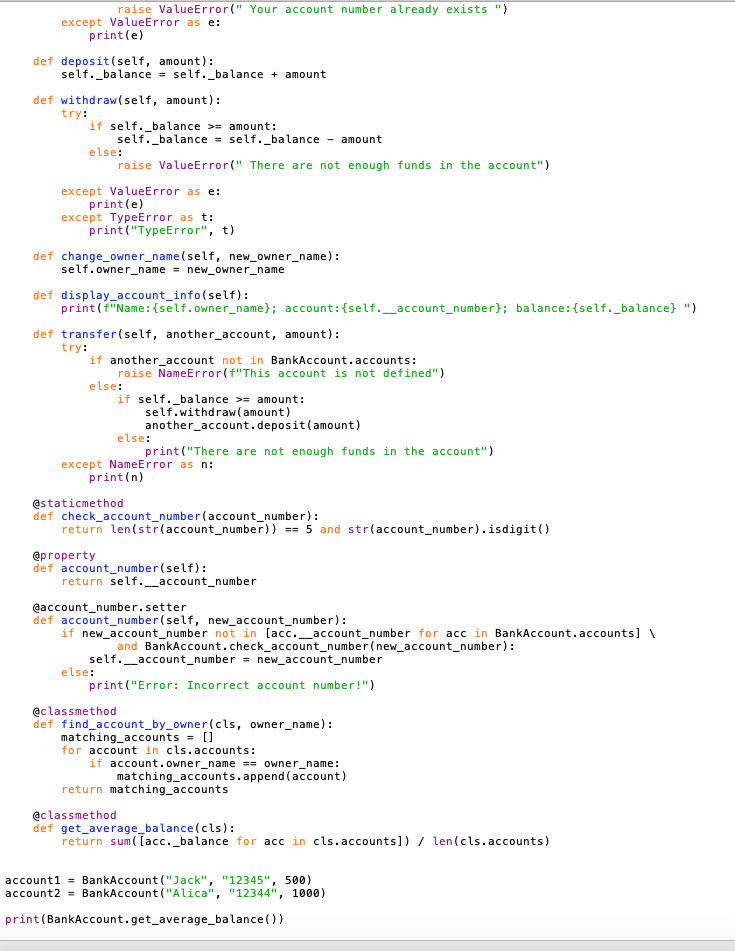 raise ValueError(" Your account number already exists ")
        except ValueError as e:
            print(e)

    def deposit(self, amount):
        self._balance = self._balance + amount

    def withdraw(self, amount):
        try:
            if self._balance >= amount:
                self._balance = self._balance - amount
            else:
                raise ValueError(" There are not enough funds in the account")

        except ValueError as e:
            print(e)
        except TypeError as t:
            print("TypeError", t)

    def change_owner_name(self, new_owner_name):
        self.owner_name = new_owner_name

    def display_account_info(self):
        print(f"Name:{self.owner_name}; account:{self.__account_number}; balance:{self._balance} ")

    def transfer(self, another_account, amount):
        try:
            if another_account not in BankAccount.accounts:
                raise NameError(f"This account is not defined")
            else:
                if self._balance >= amount:
                    self.withdraw(amount)
                    another_account.deposit(amount)
                else:
                    print("There are not enough funds in the account")
        except NameError as n:
            print(n)

    @staticmethod
    def check_account_number(account_number):
        return len(str(account_number)) == 5 and str(account_number).isdigit()

    @property
    def account_number(self):
        return self.__account_number

    @account_number.setter
    def account_number(self, new_account_number):
        if new_account_number not in [acc.__account_number for acc in BankAccount.accounts] \
                and BankAccount.check_account_number(new_account_number):
            self.__account_number = new_account_number
        else:
            print("Error: Incorrect account number!")

    @classmethod
    def find_account_by_owner(cls, owner_name):
        matching_accounts = []
        for account in cls.accounts:
            if account.owner_name == owner_name:
                matching_accounts.append(account)
        return matching_accounts

    @classmethod
    def get_average_balance(cls):
        return sum([acc._balance for acc in cls.accounts]) / len(cls.accounts)


account1 = BankAccount("Jack", "12345", 500)
account2 = BankAccount("Alica", "12344", 1000)

print(BankAccount.get_average_balance())